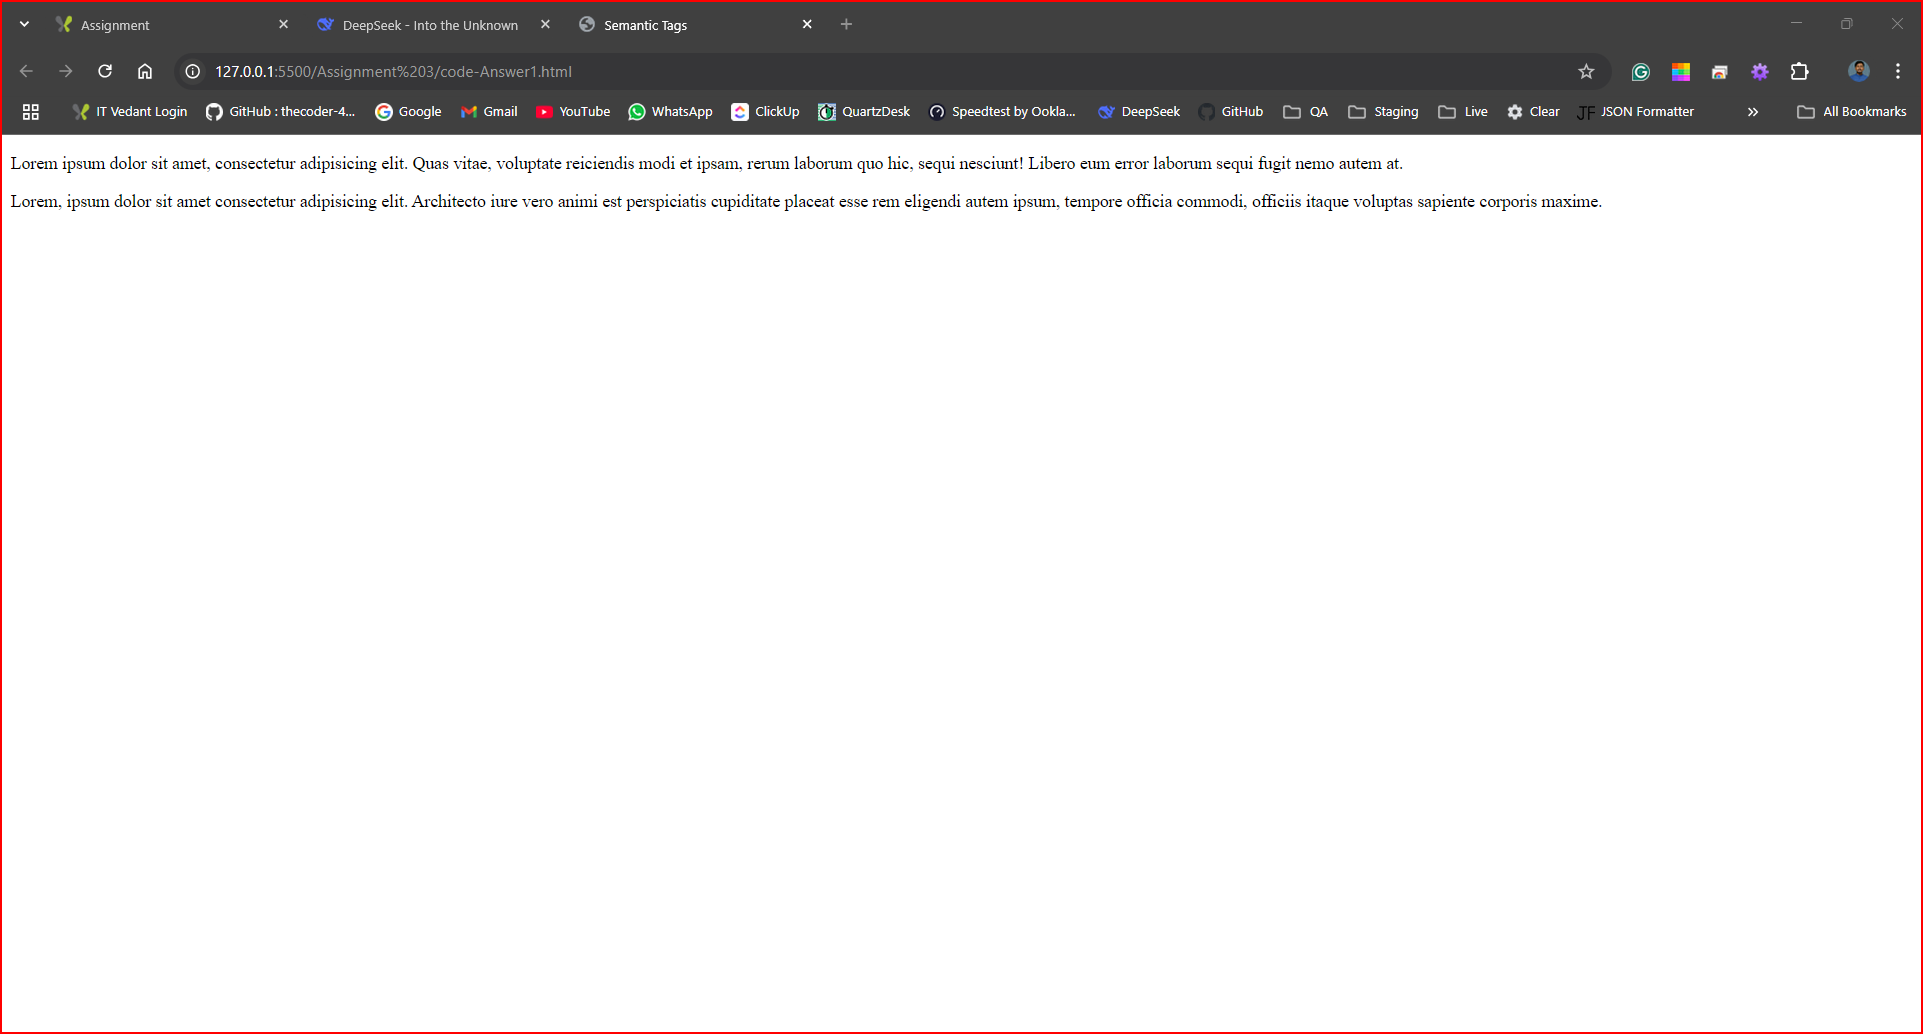 Assignment DeepSeek - Into the Unknown Semantic Tags
127.0.0.1:5500/Assignment%203/code-Answer1.html
IT Vedant Login GitHub : thecoder-4... Google Gmail YouTube WhatsApp ClickUp QuartzDesk Speedtest by Ookla... DeepSeek GitHub QA Staging Live Clear JF JSON Formatter » All Bookmarks
Lorem ipsum dolor sit amet, consectetur adipisicing elit. Quas vitae, voluptate reiciendis modi et ipsam, rerum laborum quo hic, sequi nesciunt! Libero eum error laborum sequi fugit nemo autem at.
Lorem, ipsum dolor sit amet consectetur adipisicing elit. Architecto iure vero animi est perspiciatis cupiditate placeat esse rem eligendi autem ipsum, tempore officia commodi, officiis itaque voluptas sapiente corporis maxime.